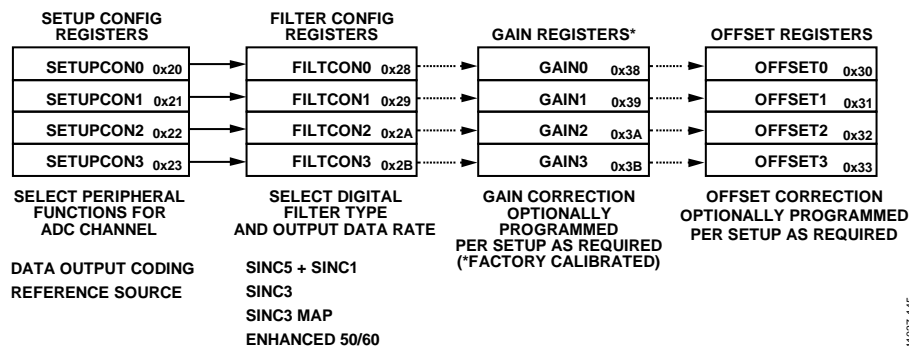 SETUP CONFIG
REGISTERS
FILTER CONFIG
REGISTERS
GAIN REGISTERS*
OFFSET REGISTERS
SETUPCON0 0x20
FILTCON0 0x28
GAIN0 0x38
OFFSET0 0x30
SETUPCON1 0x21
FILTCON1 0x29
GAIN1 0x39
OFFSET1 0x31
SETUPCON2 0x22
FILTCON2 0x2A
GAIN2 0x3A
OFFSET2 0x32
SETUPCON3 0x23
FILTCON3 0x2B
GAIN3 0x3B
OFFSET3 0x33
SELECT PERIPHERAL
FUNCTIONS FOR
ADC CHANNEL
SELECT DIGITAL
FILTER TYPE
AND OUTPUT DATA RATE
GAIN CORRECTION
OPTIONALLY
PROGRAMMED
PER SETUP AS REQUIRED
(*FACTORY CALIBRATED)
OFFSET CORRECTION
OPTIONALLY PROGRAMMED
PER SETUP AS REQUIRED
DATA OUTPUT CODING
REFERENCE SOURCE
SINC5 + SINC1
SINC3
SINC3 MAP
ENHANCED 50/60